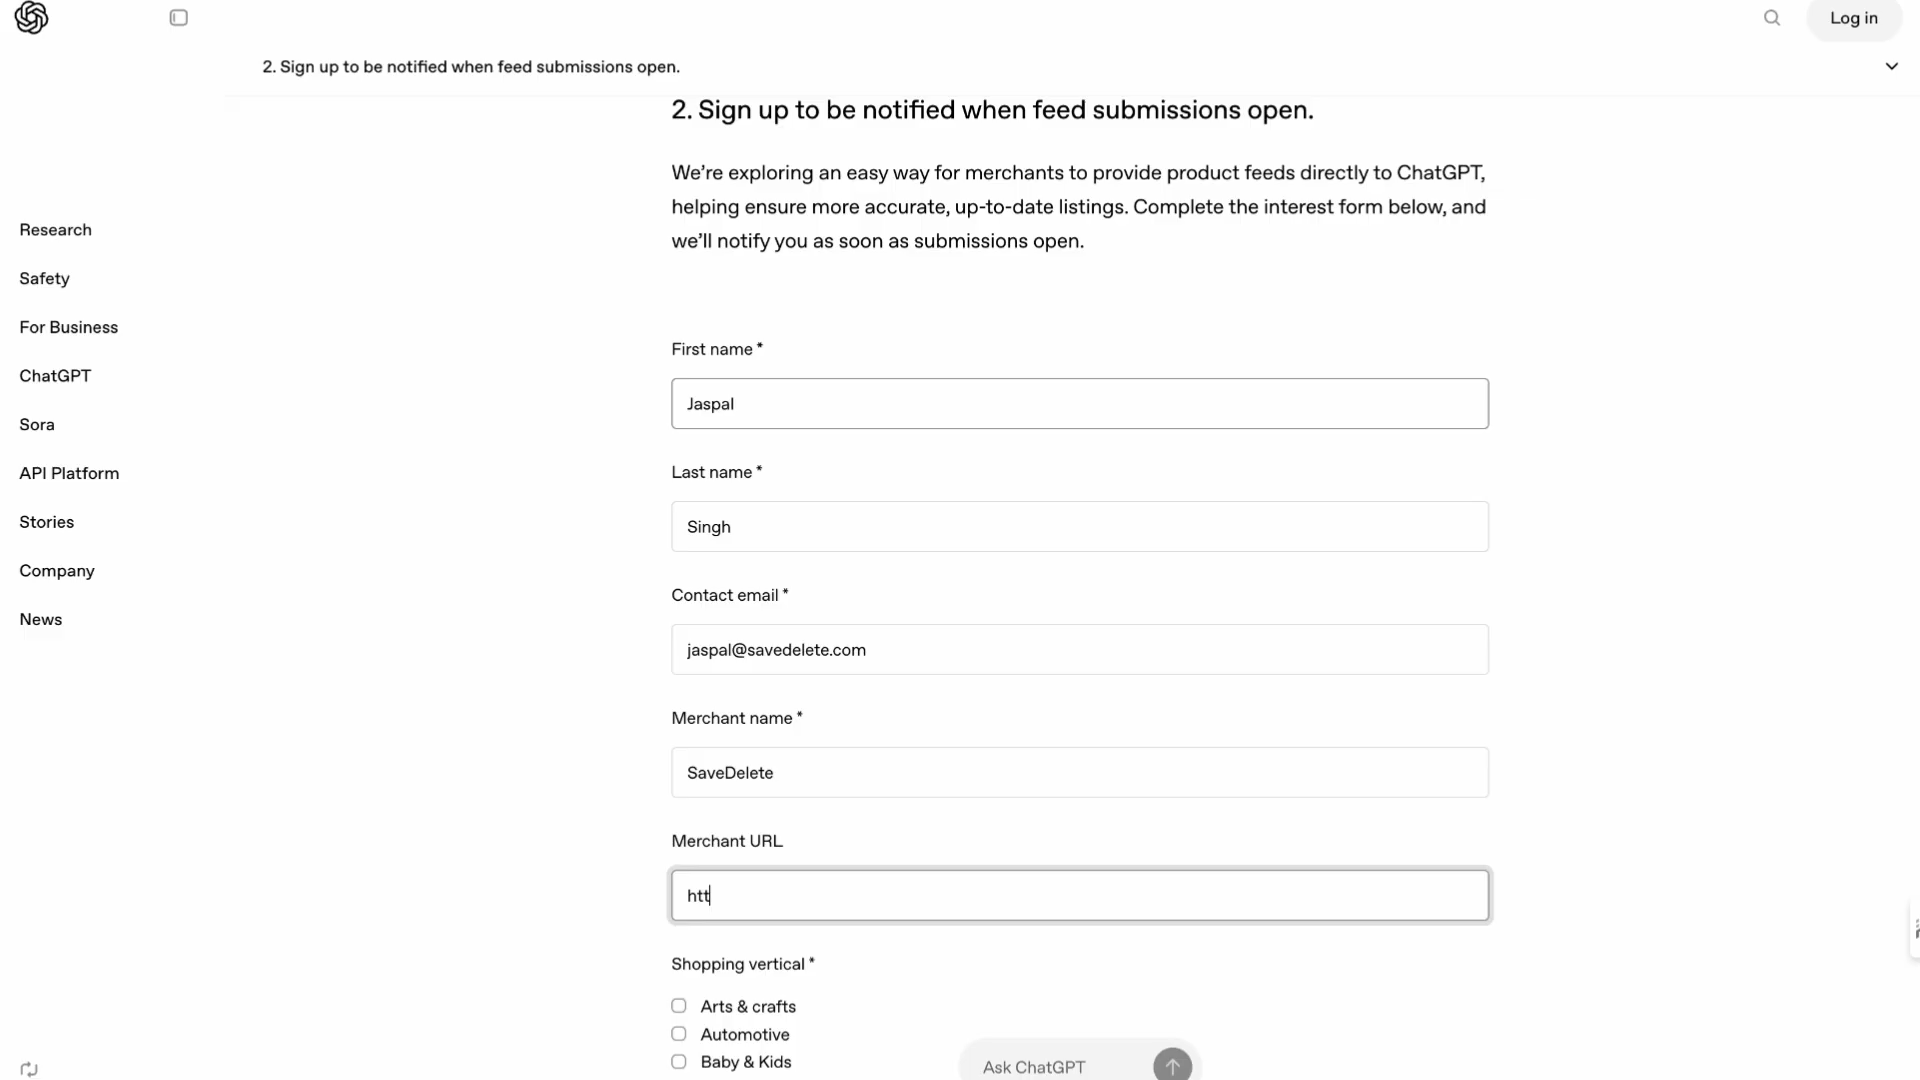 Log in
2. Sign up to be notified when feed submissions open.
2. Sign up to be notified when feed submissions open.
We're exploring an easy way for merchants to provide product feeds directly to ChatGPT,
helping ensure more accurate, up-to-date listings. Complete the interest form below, and
we'll notify you as soon as submissions open.
Research
Safety
For Business
ChatGPT
Sora
API Platform
Stories
Company
News
First name *
Jaspal
Last name *
Singh
Contact email *
jaspal@savedelete.com
Merchant name *
SaveDelete
Merchant URL
htt
Shopping vertical *
Arts & crafts
Automotive
Baby & Kids
Ask ChatGPT